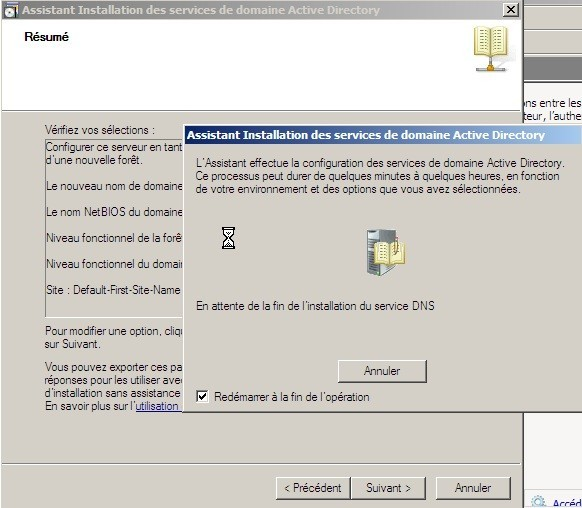 Assistant Installation des services de domaine Active Directory
Résumé
ns entre les
teur, l'authe
Vérifiez vos sélections :
Configurer ce serveur en tant
d'une nouvelle forêt.
Le nouveau nom de domaine
Le nom NetBIOS du domaine
Niveau fonctionnel de la forê
Niveau fonctionnel du domai
Site : Default-First-Site-Name
Pour modifier une option, cliq
sur Suivant.
Vous pouvez exporter ces pa
réponses pour les utiliser avec
d'installation sans assistance
En savoir plus sur l'utilisation
Assistant Installation des services de domaine Active Directory
L'Assistant effectue la configuration des services de domaine Active Directory.
Ce processus peut durer de quelques minutes à quelques heures, en fonction
de votre environnement et des options que vous avez sélectionnées.
En attente de la fin de l'installation du service DNS
Annuler
Redémarrer à la fin de l'opération
< Précédent Suivant > Annuler
Accéd